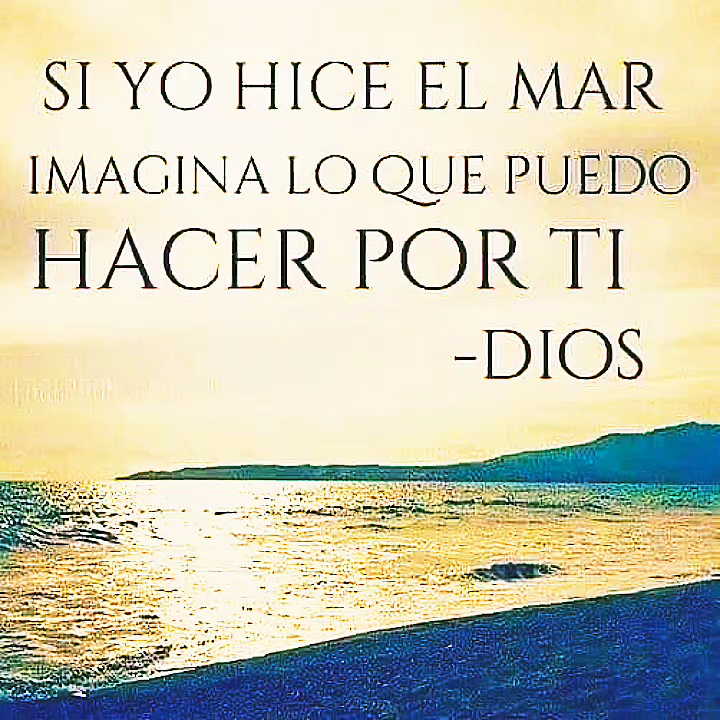 SI YO HICE EL MAR
IMAGINA LO QUE PUEDO
HACER POR TI
-DIOS